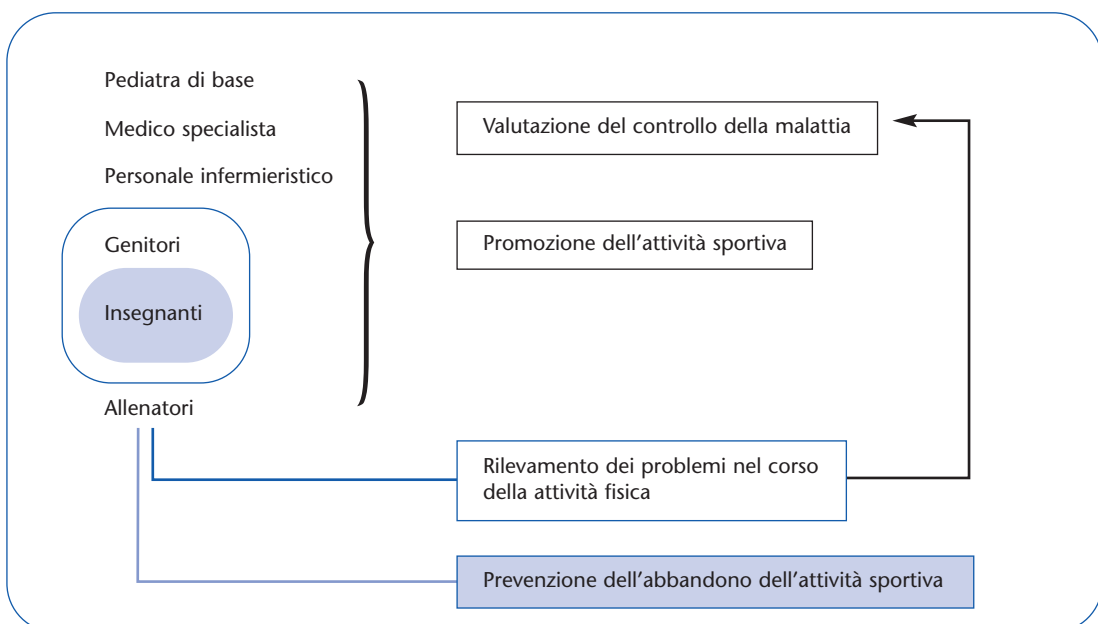 Pediatra di base
Medico specialista
Personale infermieristico
Genitori
Insegnanti
Allenatori
Valutazione del controllo della malattia
Promozione dell'attività sportiva
Rilevamento dei problemi nel corso
della attività fisica
Prevenzione dell'abbandono dell'attività sportiva